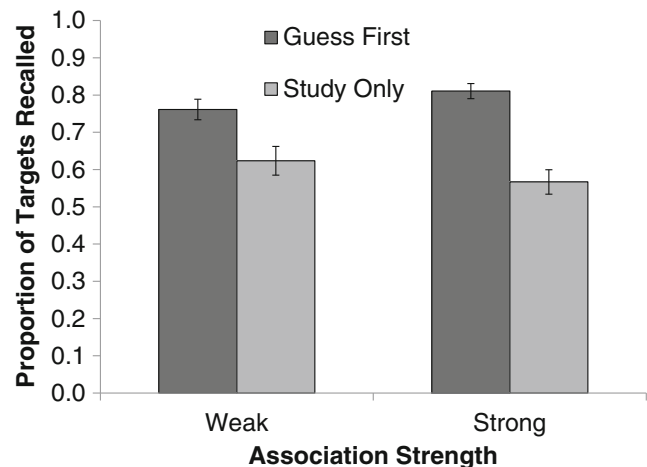 Proportion of Targets Recalled
1.0
0.9
0.8
0.7
0.6
0.5
0.4
0.3
0.2
0.1
0.0
Guess First
Study Only
Weak Strong
Association Strength